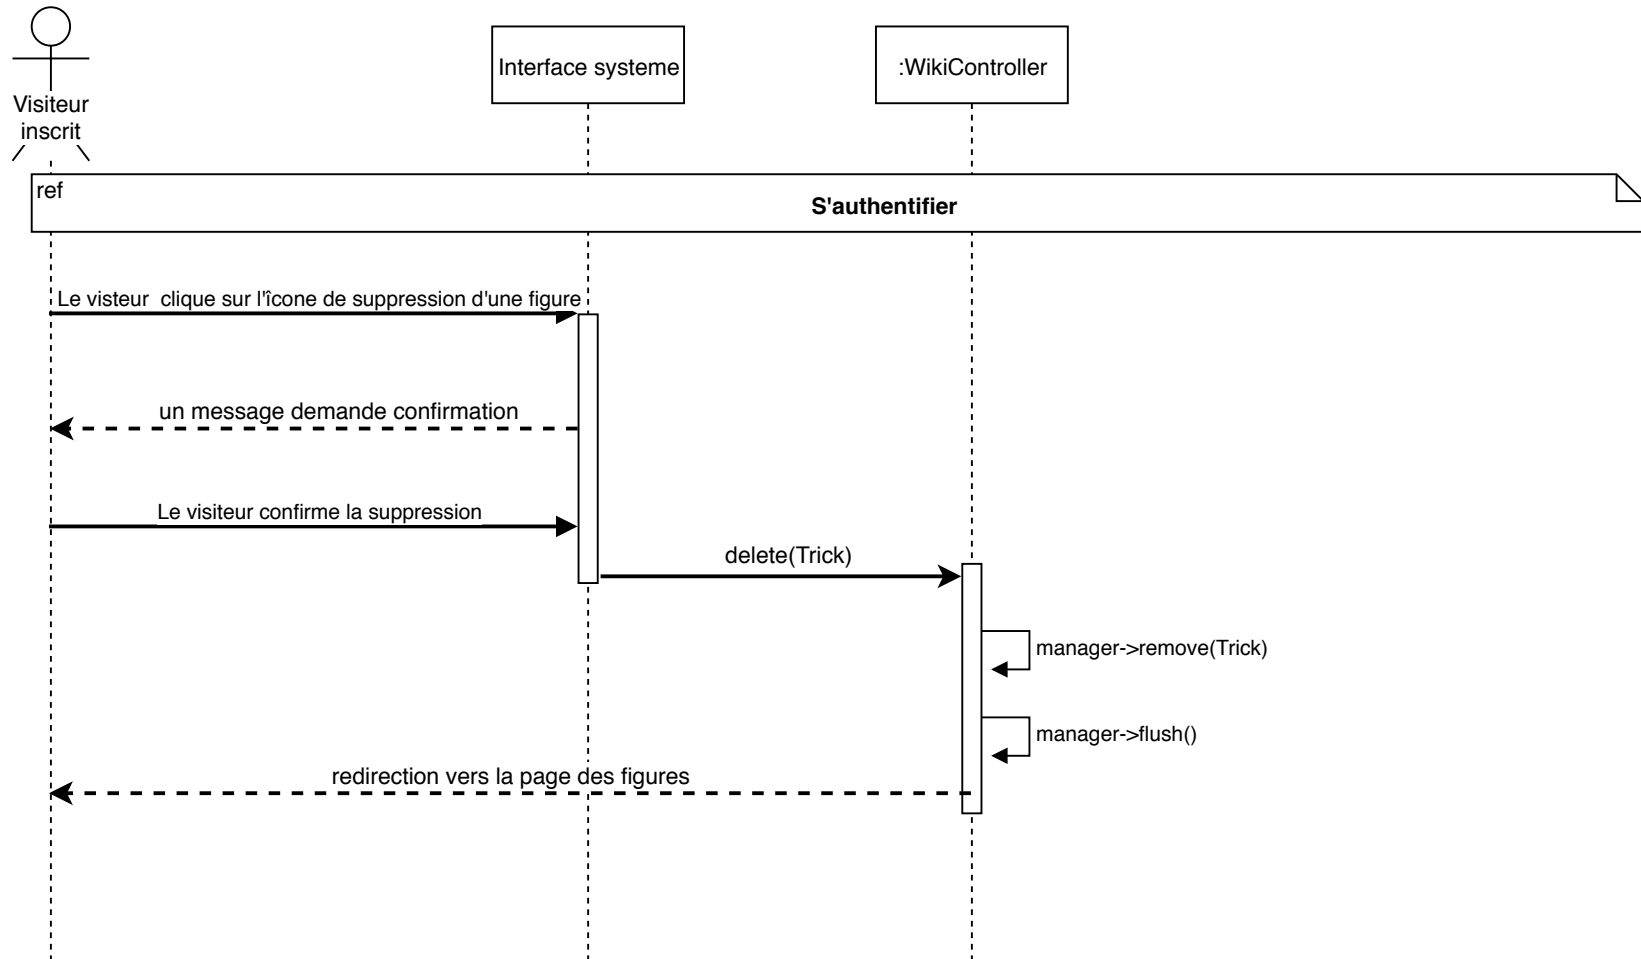 Visiteur
inscrit
Interface systeme
:WikiController
ref
S'authentifier
Le visteur  clique sur l'îcone de suppression d'une figure
un message demande confirmation
Le visiteur confirme la suppression
delete(Trick)
manager->remove(Trick)
manager->flush()
redirection vers la page des figures